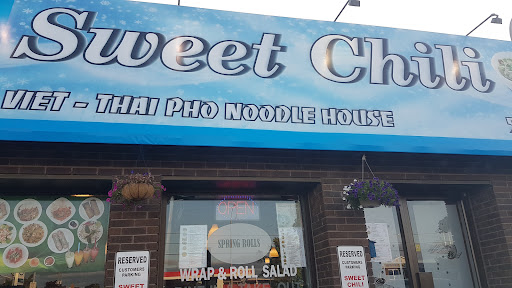 Sweet Chili
VIET - THAI PHO NOODLE HOUSE
OPEN
SPRING ROLLS
WRAP & ROLL SALAD
RESERVED
CUSTOMERS
PARKING
SWEET
RESERVED
CUSTOMERS
PARKING
SWEET
CHILI